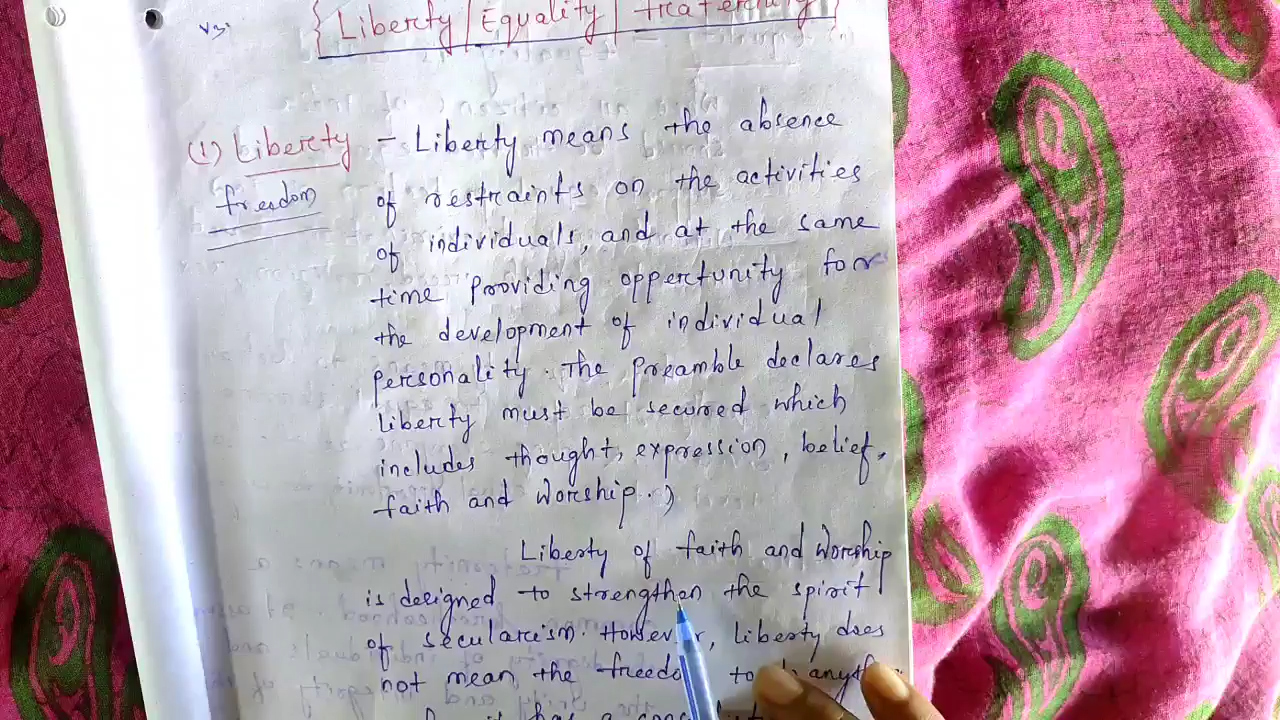 { Liberty / Equality / Fraternity }
(1) Liberty - Liberty means the absence
freedom of restraints on the activities
of individuals, and at the same
time providing oppertunity for
the development of individual
personality. The Preamble declares
liberty must be secured which
includes thought, expression, belief,
faith and Worship.)
Liberty of faith and Worship
is designed to strengthen the spirit
of secularism. However, liberty does
not mean the to
has a